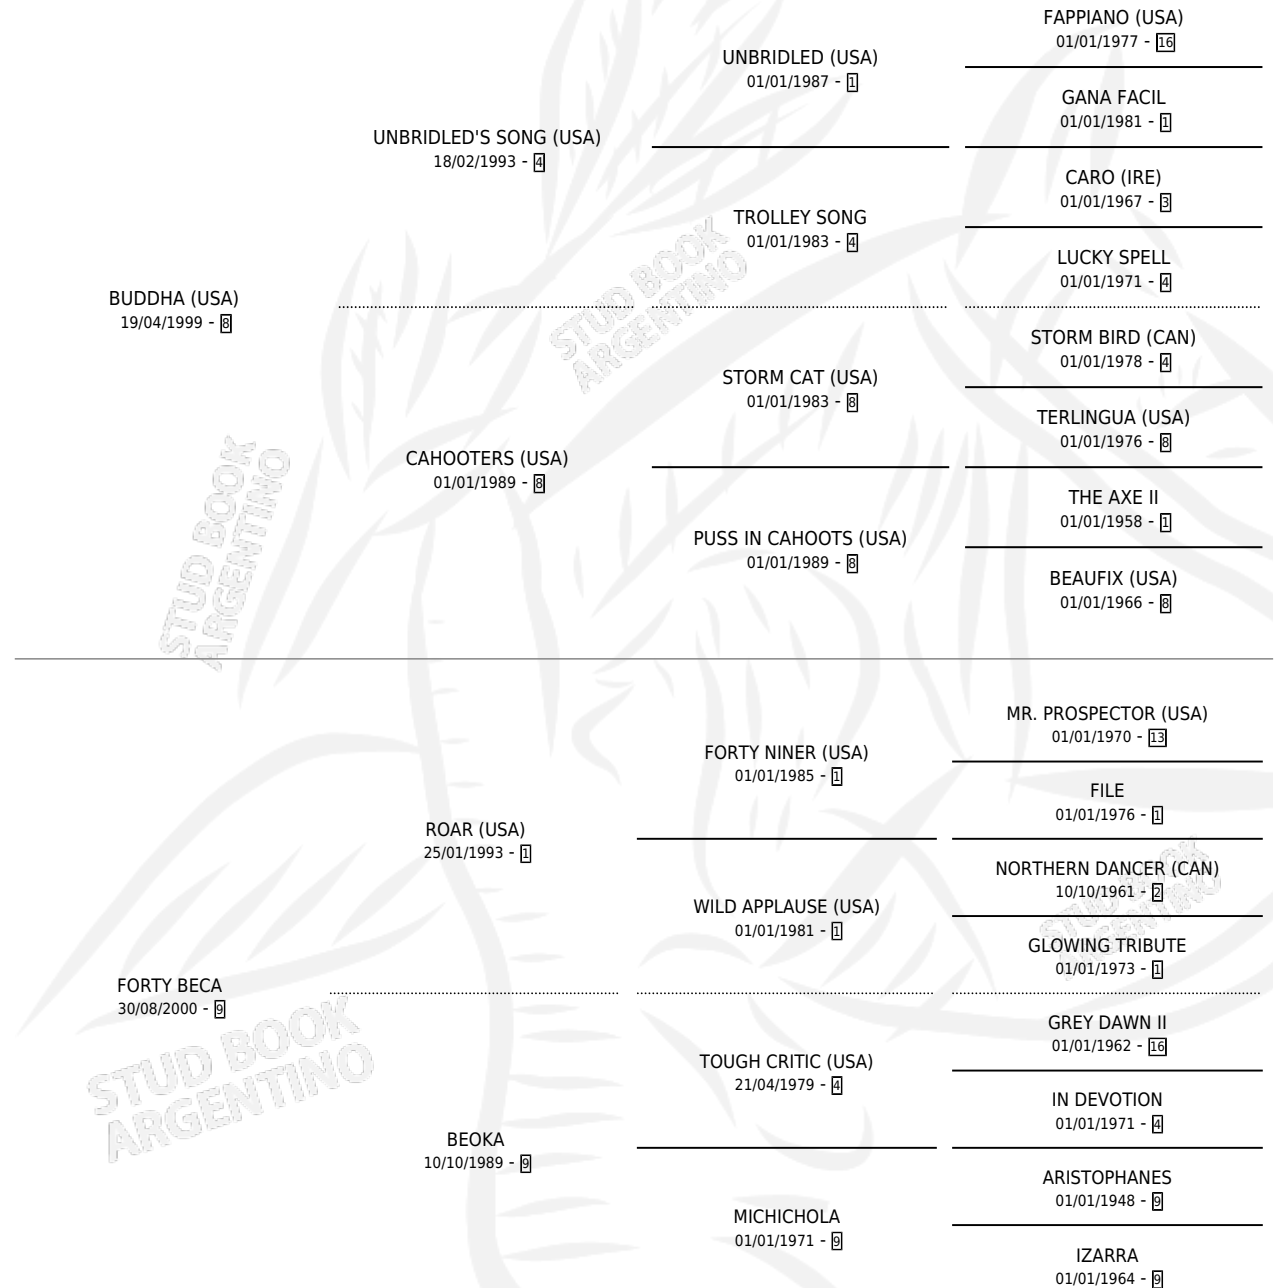 FAPPIANO (USA)
01/01/1977 - 16
UNBRIDLED (USA)
01/01/1987 - 1
GANA FACIL
01/01/1981 - 1
UNBRIDLED'S SONG (USA)
18/02/1993 - 4
CARO (IRE)
01/01/1967 - 3
TROLLEY SONG
01/01/1983 - 4
LUCKY SPELL
01/01/1971 - 4
BUDDHA (USA)
19/04/1999 - 8
STORM BIRD (CAN)
01/01/1978 - 4
STORM CAT (USA)
01/01/1983 - 8
TERLINGUA (USA)
01/01/1976 - 8
CAHOOTERS (USA)
01/01/1989 - 8
THE AXE II
01/01/1958 - 1
PUSS IN CAHOOTS (USA)
01/01/1989 - 8
BEAUFIX (USA)
01/01/1966 - 8
MR. PROSPECTOR (USA)
01/01/1970 - 13
FORTY NINER (USA)
01/01/1985 - 1
FILE
01/01/1976 - 1
ROAR (USA)
25/01/1993 - 1
NORTHERN DANCER (CAN)
10/10/1961 - 2
WILD APPLAUSE (USA)
01/01/1981 - 1
GLOWING TRIBUTE
01/01/1973 - 1
FORTY BECA
30/08/2000 - 9
GREY DAWN II
01/01/1962 - 16
TOUGH CRITIC (USA)
21/04/1979 - 4
IN DEVOTION
01/01/1971 - 4
BEOKA
10/10/1989 - 9
ARISTOPHANES
01/01/1948 - 9
MICHICHOLA
01/01/1971 - 9
IZARRA
01/01/1964 - 9
STUD BOOK
ARGENTINO
STUD BOOK
ARGENTINO
STUD BOOK
ARGENTINO
STUD BOOK
ARGENTINO